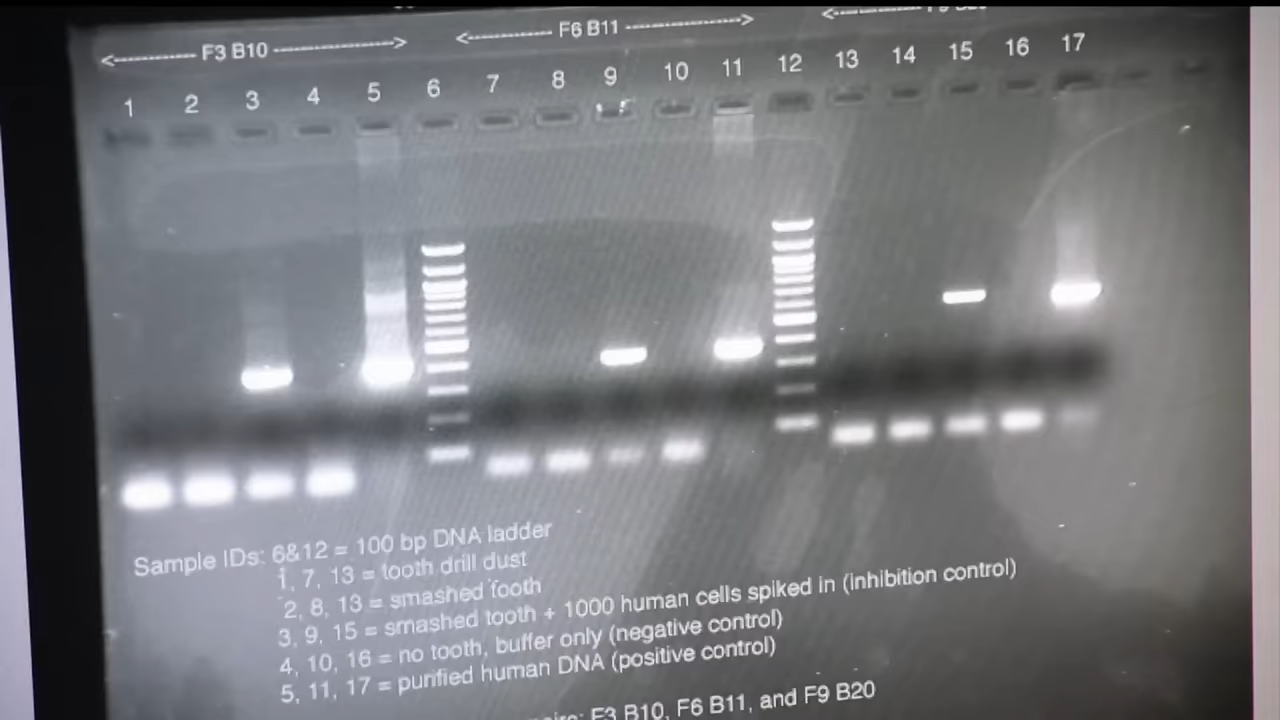 <--------- F3 B10 -------------> <--------- F6 B11 ------------> <---------
1 2 3 4 5 6 7 8 9 10 11 12 13 14 15 16 17
Sample IDs: 6&12 = 100 bp DNA ladder
1, 7, 13 = tooth drill dust
2, 8, 13 = smashed tooth
3, 9, 15 = smashed tooth + 1000 human cells spiked in (inhibition control)
4, 10, 16 = no tooth, buffer only (negative control)
5, 11, 17 = purified human DNA (positive control)
F3 B10, F6 B11, and F9 B20